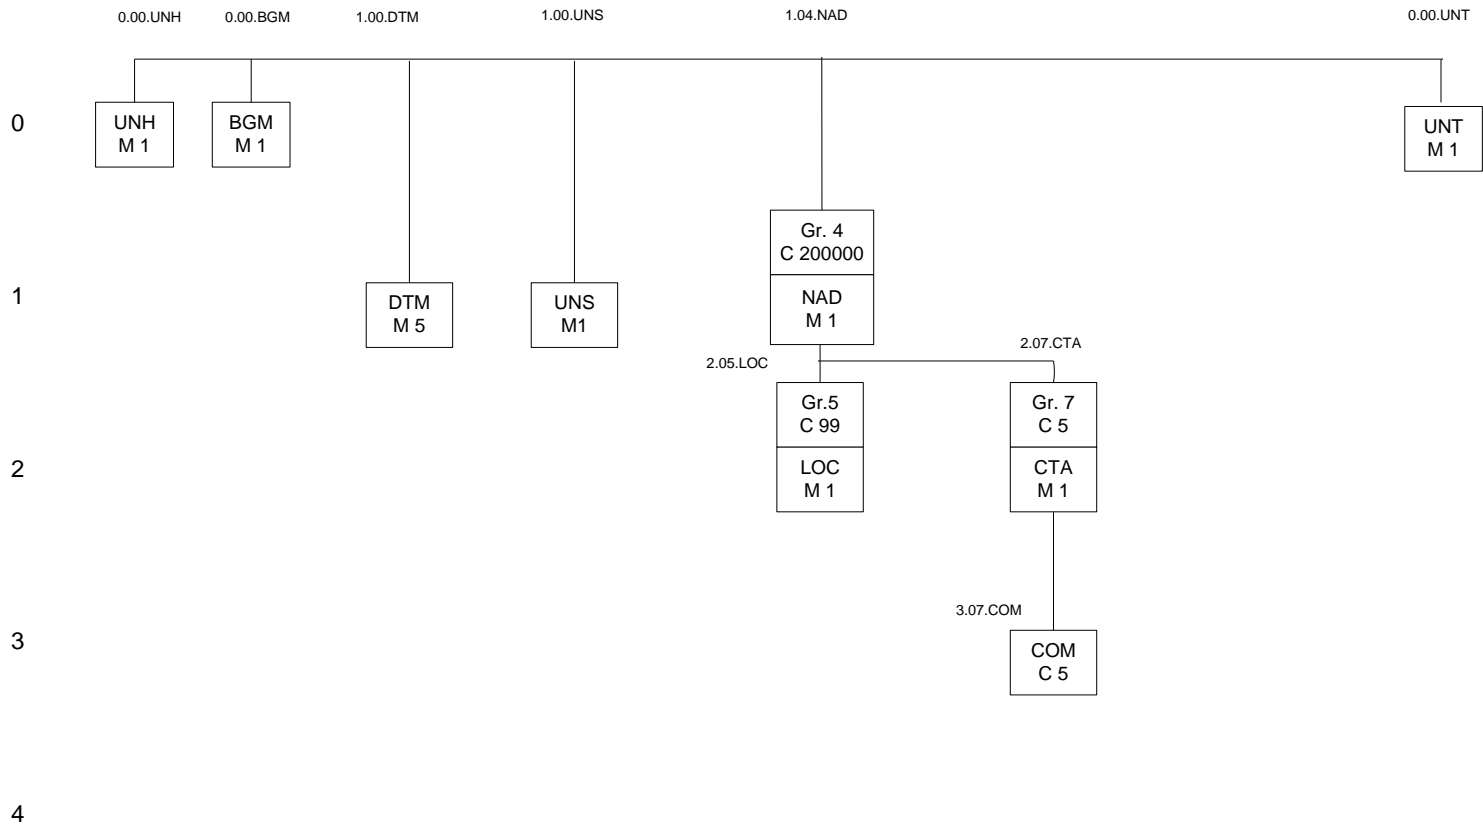 0.00.UNH 0.00.BGM 1.00.DTM 1.00.UNS 1.04.NAD 0.00.UNT
0
UNH
M 1
BGM
M 1
UNT
M 1
Gr. 4
C 200000
1
DTM
M 5
UNS
M1
NAD
M 1
2.05.LOC
2.07.CTA
Gr.5
C 99
Gr. 7
C 5
2
LOC
M 1
CTA
M 1
3.07.COM
3
COM
C 5
4